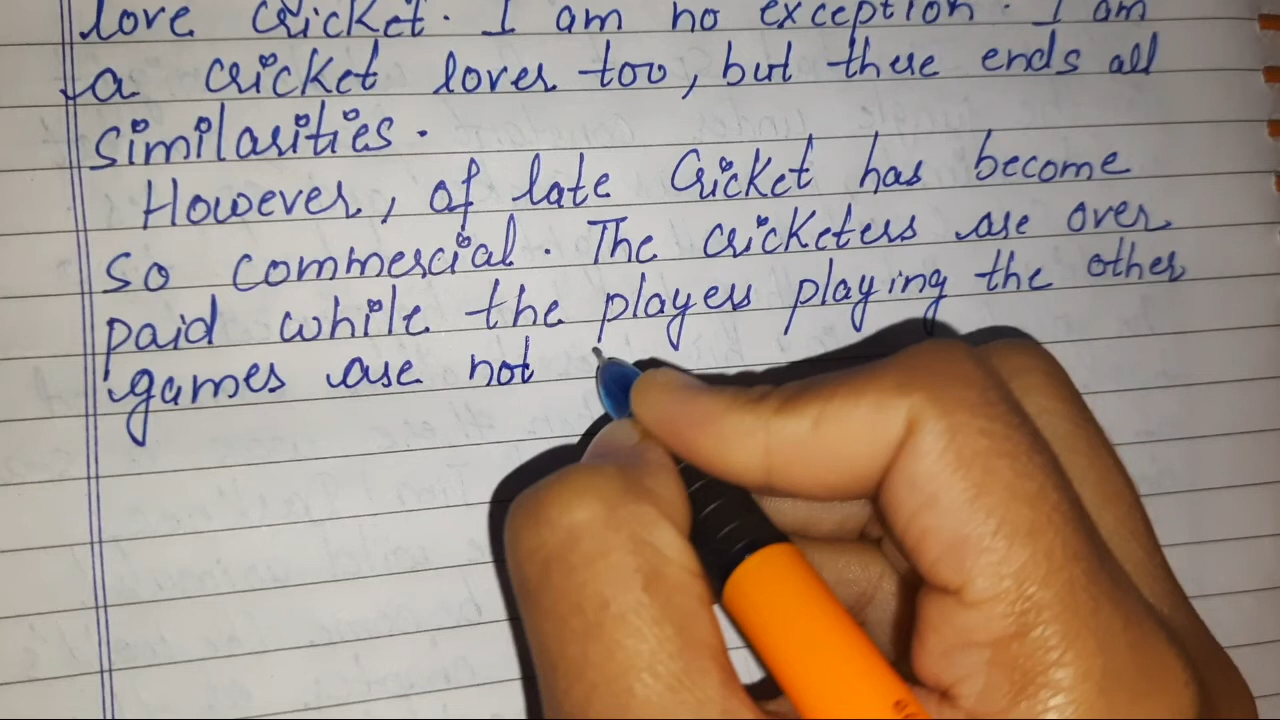 love cricket. I am no exception. I am
a cricket lover too, but there ends all
similarities.
However, of late Cricket has become
so commercial. The cricketers are over
paid while the players playing the other
games are not